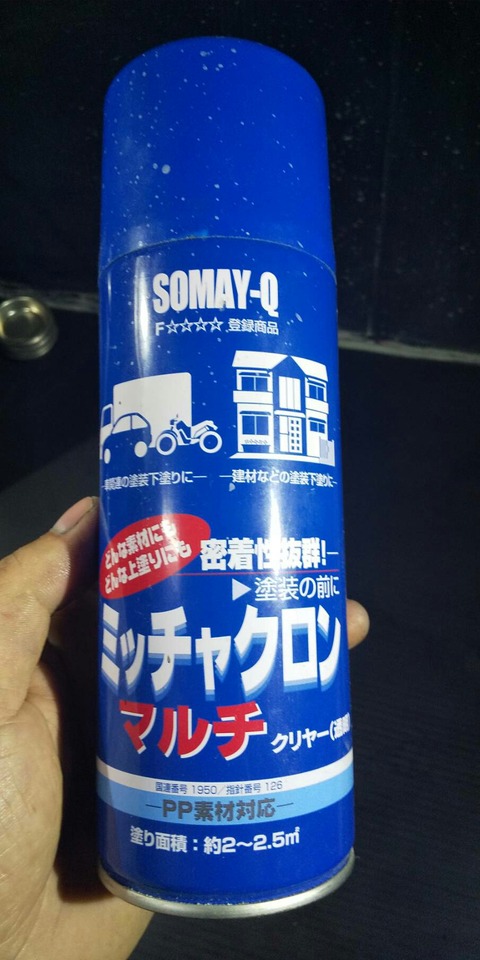 SOMAY-Q
F☆☆☆☆ 登録商品
車関連の塗装下塗りに
建材などの塗装下塗りに
どんな素材にも
どんな上塗りにも
密着性抜群!
▶塗装の前に
ミッチャクロン
マルチ クリヤー(透明
国連番号 1950/指針番号 126
PP素材対応
塗り面積:約2〜2.5㎡